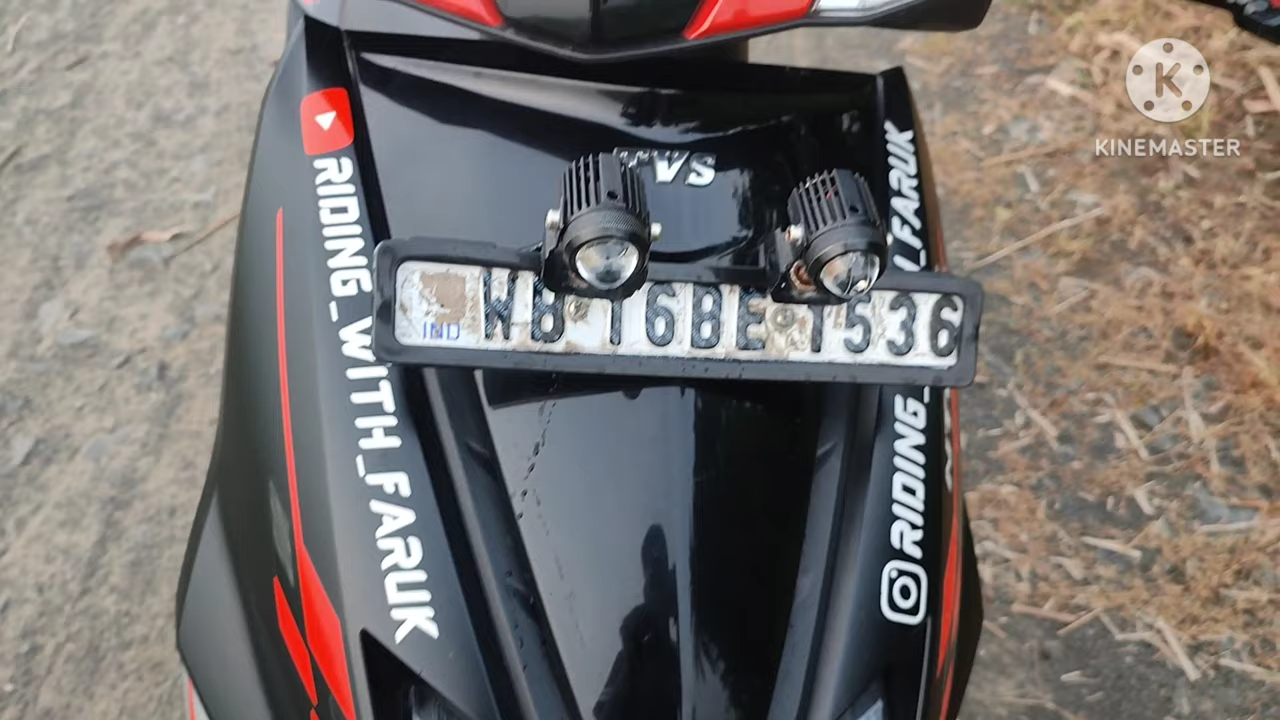 TVS
IND WB 16BE 1536
RIDING_WITH_FARUK
RIDING_ _FARUK
KINEMASTER